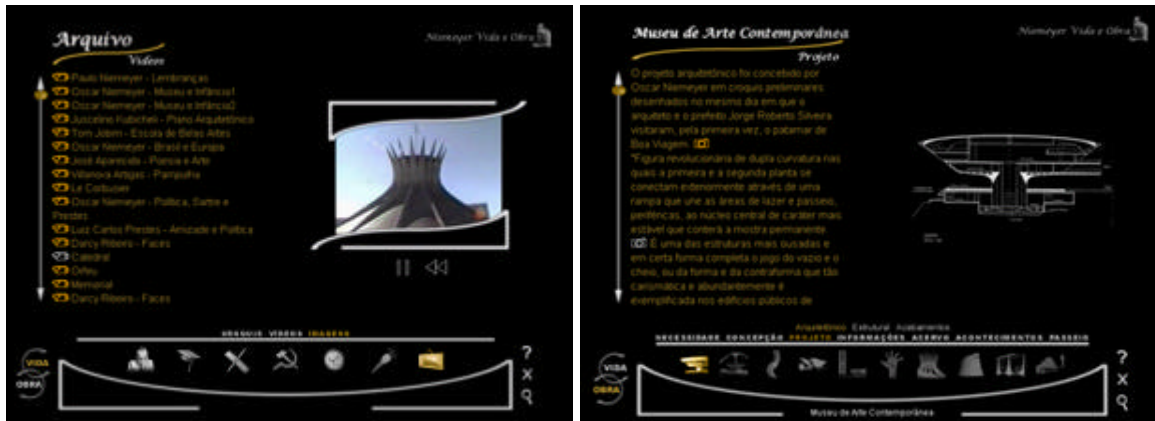 Arquivo
Videos
Niemeyer Vida e Obra
Paulo Niemeyer - Lembranças
Oscar Niemeyer - Museu e Infância1
Oscar Niemeyer - Museu e Infância2
Juscelino Kubichek - Plano Arquitetônico
Tom Jobim - Escola de Belas Artes
Oscar Niemeyer - Brasil e Europa
José Aparecido - Poesia e Arte
Villanova Artigas - Pampulha
Le Corbusier
Oscar Niemeyer - Política, Sartre e
Prestes
Luiz Carlos Prestes - Amizade e Política
Darcy Ribeiro - Faces
Catedral
Orfeu
Memorial
Darcy Ribeiro - Faces
CROQUIS VÍDEOS IMAGENS
VIDA
OBRA
?
X
Museu de Arte Contemporânea
Projeto
Niemeyer Vida e Obra
O projeto arquitetônico foi concebido por
Oscar Niemeyer em croquis preliminares
desenhados no mesmo dia em que o
arquiteto e o prefeito Jorge Roberto Silveira
visitaram, pela primeira vez, o patamar de
Boa Viagem.
"Figura revolucionária de dupla curvatura nas
quais a primeira e a segunda planta se
conectam exteriormente através de uma
rampa que une as áreas de lazer e passeio,
periféricas, ao núcleo central de caráter mais
estável que conterá a mostra permanente.
É uma das estruturas mais ousadas e
em certa forma completa o jogo do vazio e o
cheio, ou da forma e da contraforma que tão
carismática e abundantemente é
exemplificada nos edifícios públicos de
Arquitetônico Estrutural Acabamentos
NECESSIDADE CONCEPÇÃO PROJETO INFORMAÇÕES ACERVO ACONTECIMENTOS PASSEIO
VIDA
OBRA
?
X
Museu de Arte Contemporânea